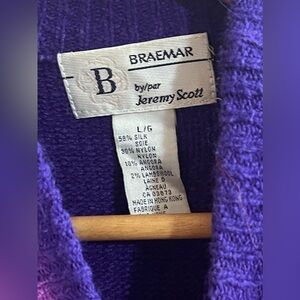 BRAEMAR
B
by/par
Jeremy Scott
L/G
58% SILK
SOIE
30% NYLON
NYLON
10% ANGORA
ANGORA
2% LAMBSWOOL
LAINE D
AGNEAU
CA 03873
MADE IN HONG KONG
FABRIQUE A